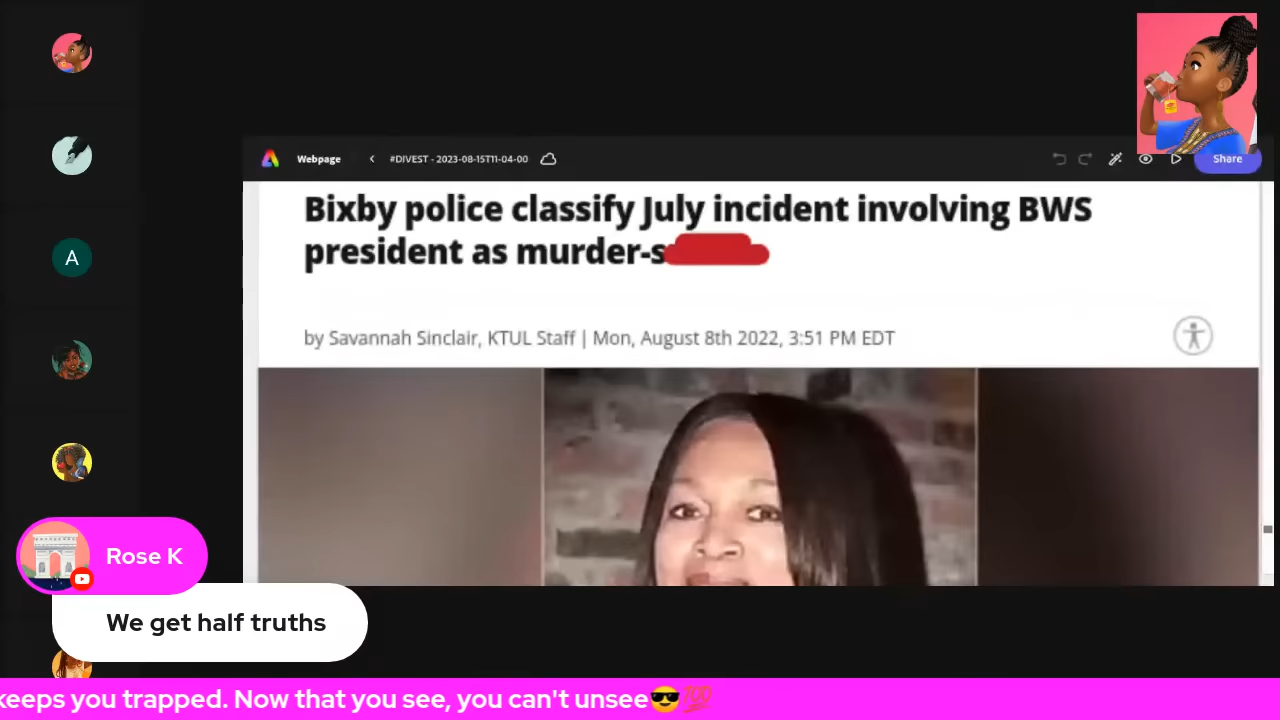 Webpage
#DIVEST - 2023-08-15T11-04-00
Share
Bixby police classify July incident involving BWS
president as murder-s
by Savannah Sinclair, KTUL Staff | Mon, August 8th 2022, 3:51 PM EDT
A
Rose K
We get half truths
keeps you trapped. Now that you see, you can't unsee😎💯